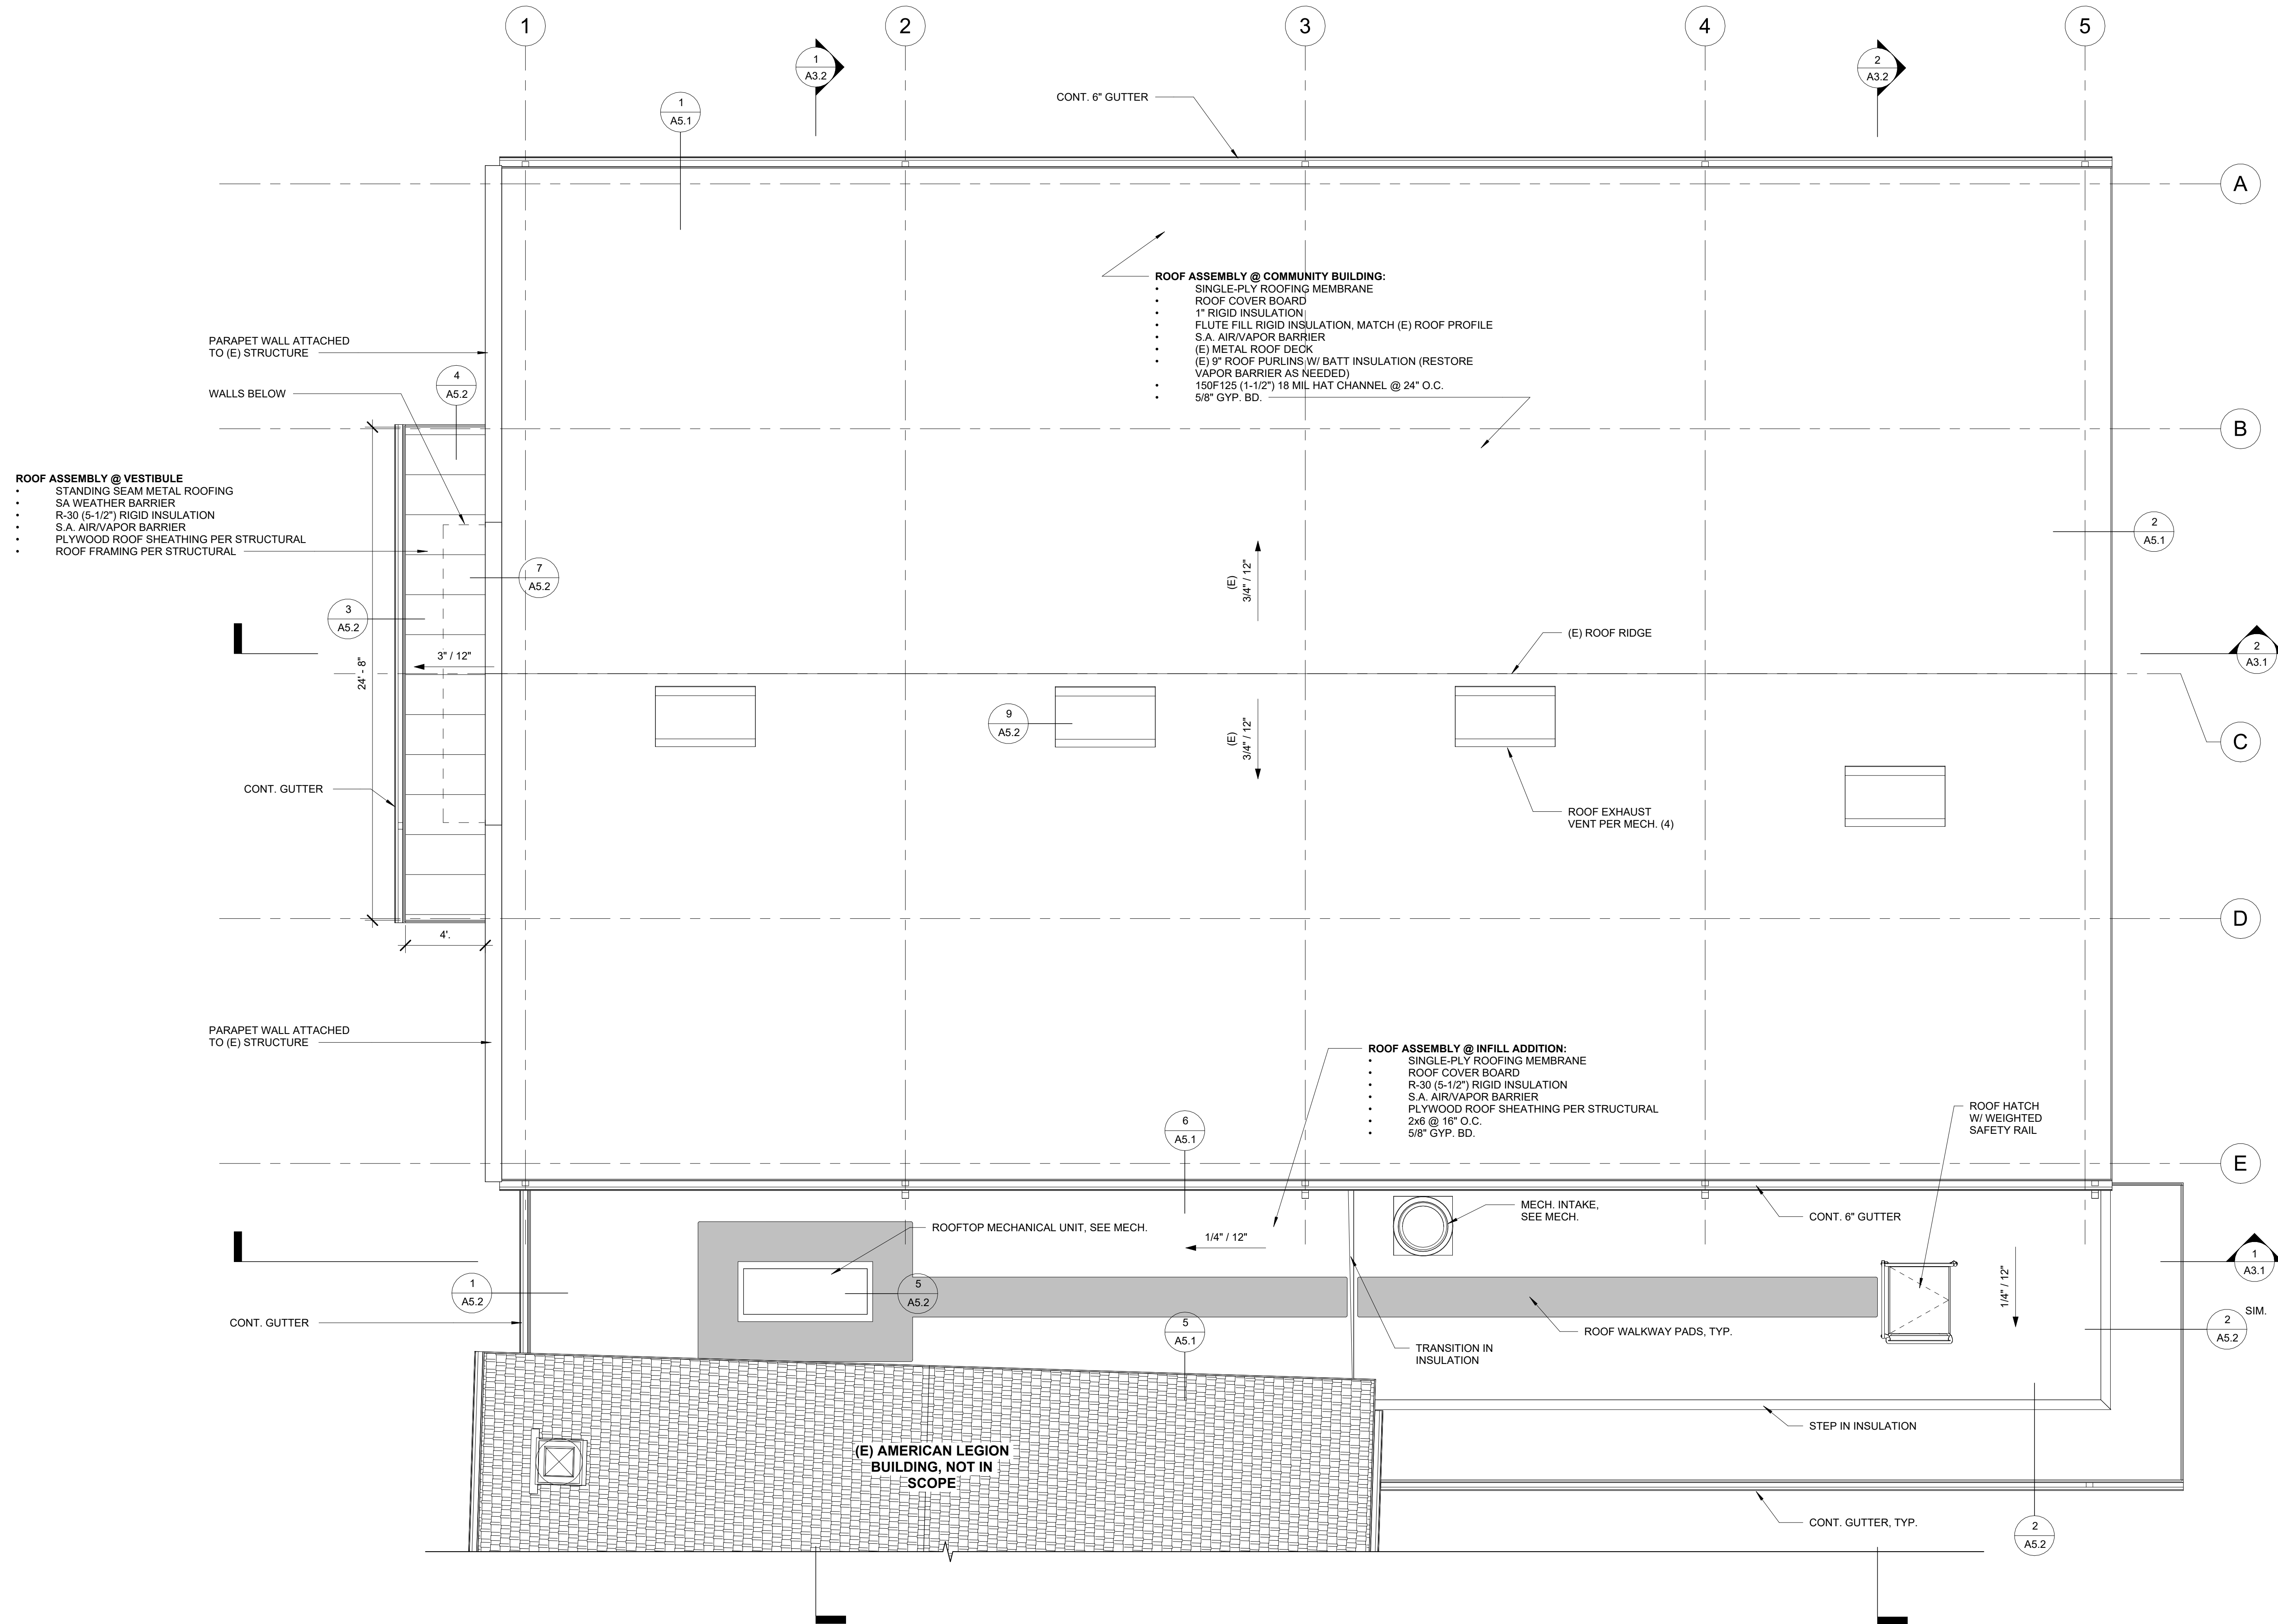 1
2
3
4
5
1
A3.2
2
A3.2
CONT. 6" GUTTER
1
A5.1
A
ROOF ASSEMBLY @ COMMUNITY BUILDING:
• SINGLE-PLY ROOFING MEMBRANE
• ROOF COVER BOARD
• 1" RIGID INSULATION
• FLUTE FILL RIGID INSULATION, MATCH (E) ROOF PROFILE
• S.A. AIR/VAPOR BARRIER
• (E) METAL ROOF DECK
• (E) 9" ROOF PURLINS W/ BATT INSULATION (RESTORE
VAPOR BARRIER AS NEEDED)
• 150F125 (1-1/2") 18 MIL HAT CHANNEL @ 24" O.C.
• 5/8" GYP. BD.
PARAPET WALL ATTACHED
TO (E) STRUCTURE
4
A5.2
WALLS BELOW
B
ROOF ASSEMBLY @ VESTIBULE
• STANDING SEAM METAL ROOFING
• SA WEATHER BARRIER
• R-30 (5-1/2") RIGID INSULATION
• S.A. AIR/VAPOR BARRIER
• PLYWOOD ROOF SHEATHING PER STRUCTURAL
• ROOF FRAMING PER STRUCTURAL
2
A5.1
7
A5.2
(E)
3/4" / 12"
3
A5.2
(E) ROOF RIDGE
2
A3.1
3" / 12"
24' - 8"
9
A5.2
(E)
3/4" / 12"
C
CONT. GUTTER
ROOF EXHAUST
VENT PER MECH. (4)
D
4'.
PARAPET WALL ATTACHED
TO (E) STRUCTURE
ROOF ASSEMBLY @ INFILL ADDITION:
• SINGLE-PLY ROOFING MEMBRANE
• ROOF COVER BOARD
• R-30 (5-1/2") RIGID INSULATION
• S.A. AIR/VAPOR BARRIER
• PLYWOOD ROOF SHEATHING PER STRUCTURAL
• 2x6 @ 16" O.C.
• 5/8" GYP. BD.
6
A5.1
ROOF HATCH
W/ WEIGHTED
SAFETY RAIL
E
MECH. INTAKE,
SEE MECH.
CONT. 6" GUTTER
ROOFTOP MECHANICAL UNIT, SEE MECH.
1/4" / 12"
1
A3.1
1/4" / 12"
1
A5.2
5
A5.2
CONT. GUTTER
5
A5.1
ROOF WALKWAY PADS, TYP.
SIM.
2
A5.2
TRANSITION IN
INSULATION
STEP IN INSULATION
(E) AMERICAN LEGION
BUILDING, NOT IN
SCOPE
CONT. GUTTER, TYP.
2
A5.2